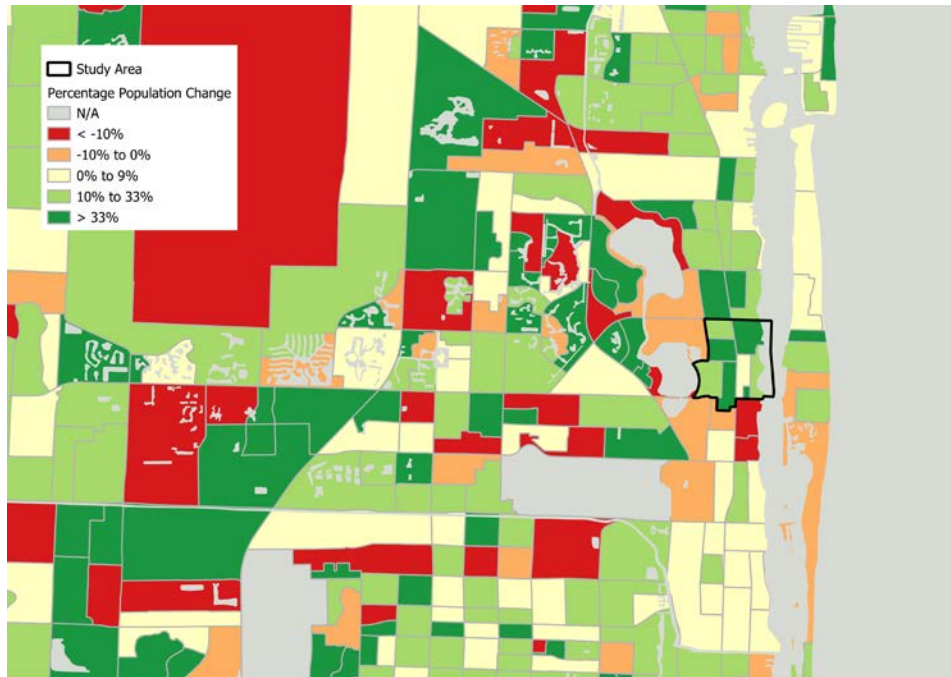 Study Area
Percentage Population Change
N/A
< -10%
-10% to 0%
0% to 9%
10% to 33%
> 33%